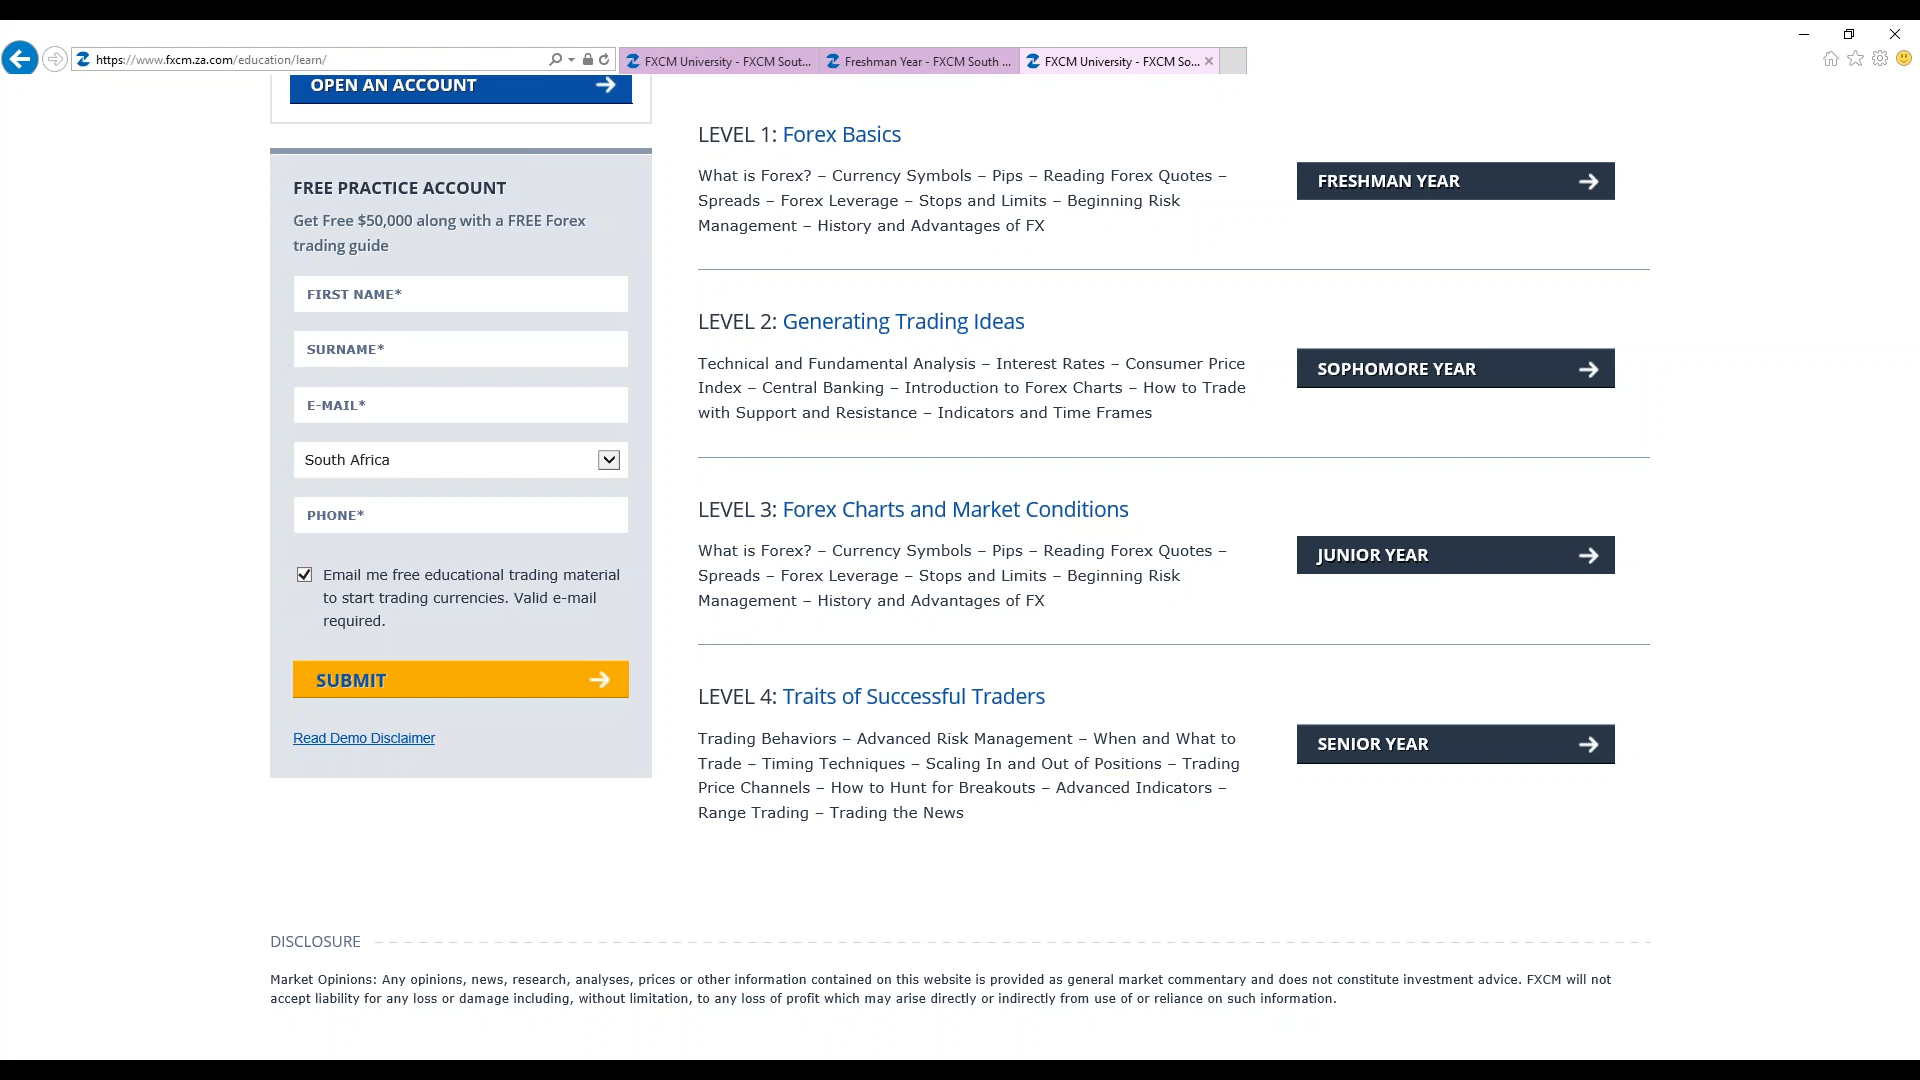 https://www.fxcm.za.com/education/learn/
FXCM University - FXCM Sout...
Freshman Year - FXCM South ...
FXCM University - FXCM So...
OPEN AN ACCOUNT
FREE PRACTICE ACCOUNT
Get Free $50,000 along with a FREE Forex
trading guide
FIRST NAME*
SURNAME*
E-MAIL*
South Africa
PHONE*
Email me free educational trading material
to start trading currencies. Valid e-mail
required.
SUBMIT
Read Demo Disclaimer
LEVEL 1: Forex Basics
What is Forex? – Currency Symbols – Pips – Reading Forex Quotes –
Spreads – Forex Leverage – Stops and Limits – Beginning Risk
Management – History and Advantages of FX
FRESHMAN YEAR
LEVEL 2: Generating Trading Ideas
Technical and Fundamental Analysis – Interest Rates – Consumer Price
Index – Central Banking – Introduction to Forex Charts – How to Trade
with Support and Resistance – Indicators and Time Frames
SOPHOMORE YEAR
LEVEL 3: Forex Charts and Market Conditions
What is Forex? – Currency Symbols – Pips – Reading Forex Quotes –
Spreads – Forex Leverage – Stops and Limits – Beginning Risk
Management – History and Advantages of FX
JUNIOR YEAR
LEVEL 4: Traits of Successful Traders
Trading Behaviors – Advanced Risk Management – When and What to
Trade – Timing Techniques – Scaling In and Out of Positions – Trading
Price Channels – How to Hunt for Breakouts – Advanced Indicators –
Range Trading – Trading the News
SENIOR YEAR
DISCLOSURE
Market Opinions: Any opinions, news, research, analyses, prices or other information contained on this website is provided as general market commentary and does not constitute investment advice. FXCM will not
accept liability for any loss or damage including, without limitation, to any loss of profit which may arise directly or indirectly from use of or reliance on such information.